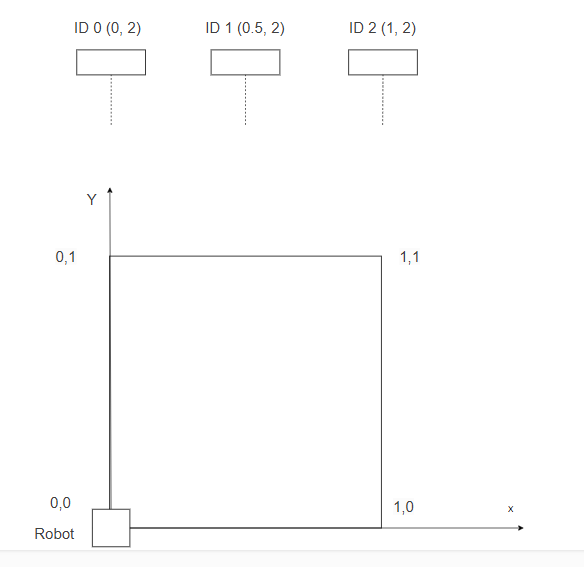 ID 0 (0, 2)
ID 1 (0.5, 2)
ID 2 (1, 2)
Y
0,1
1,1
0,0
1,0
x
Robot